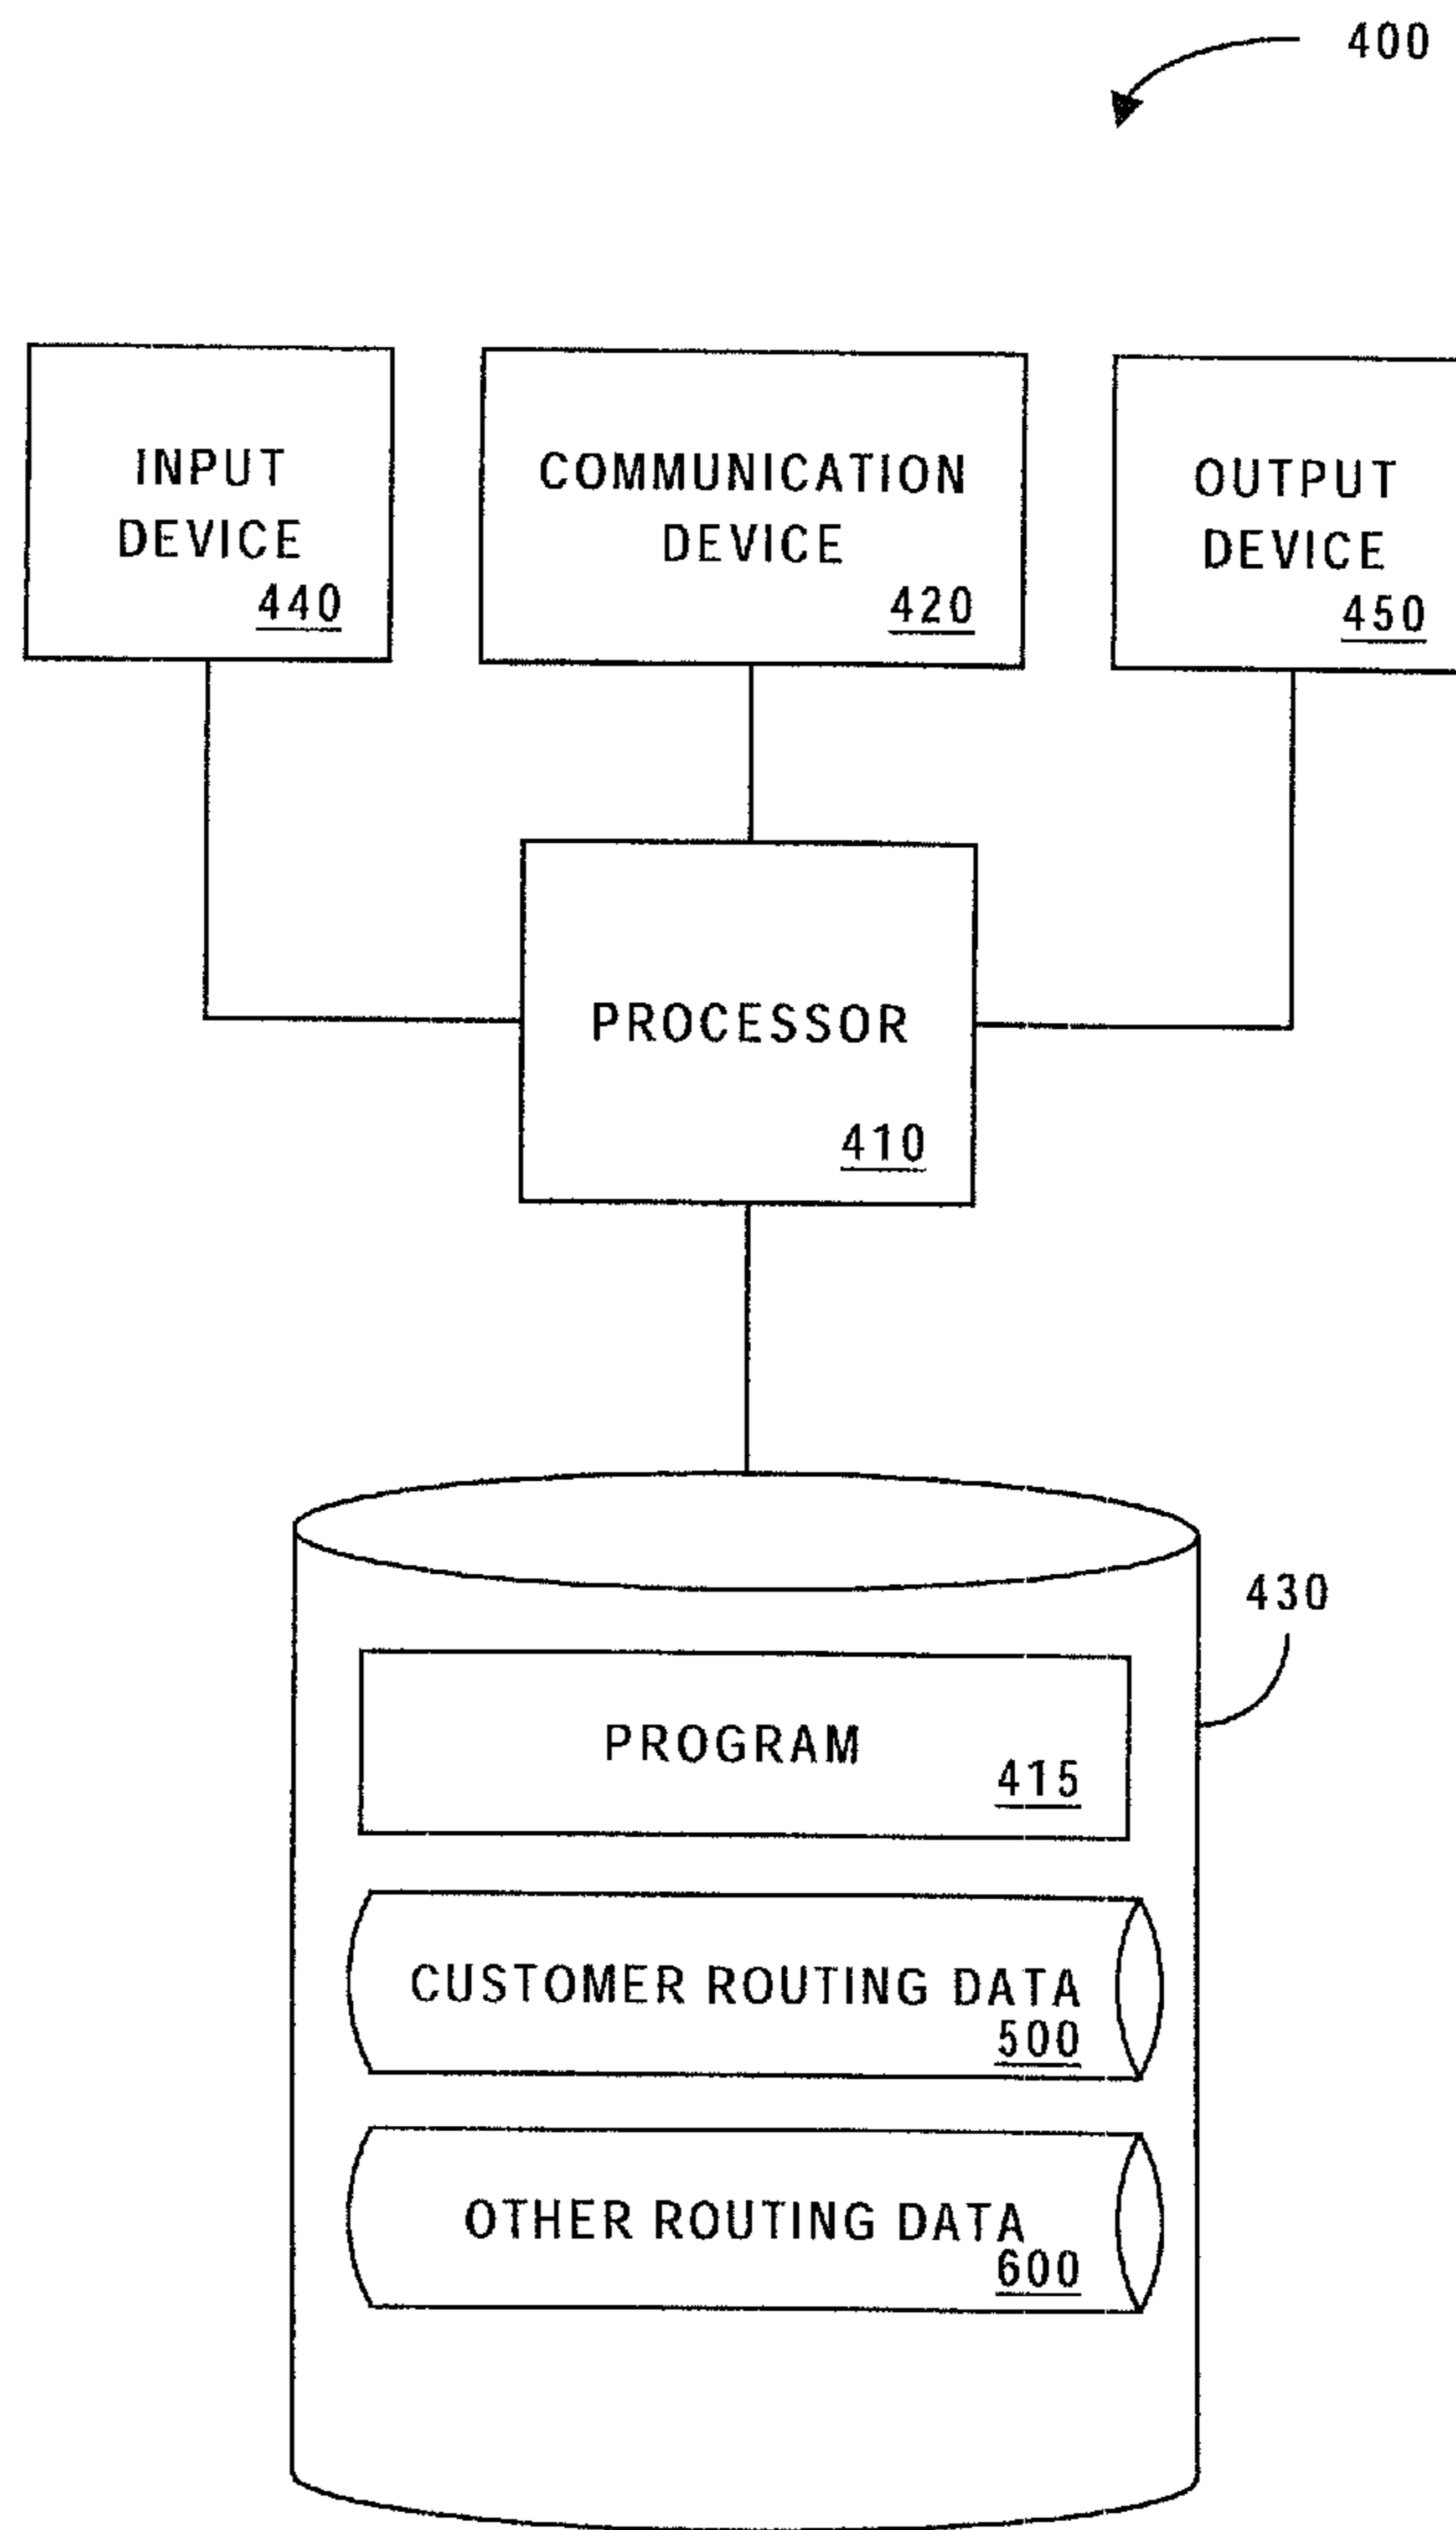 400
INPUT
DEVICE
440
COMMUNICATION
DEVICE
420
OUTPUT
DEVICE
450
PROCESSOR
410
430
PROGRAM
415
CUSTOMER ROUTING DATA
500
OTHER ROUTING DATA
600